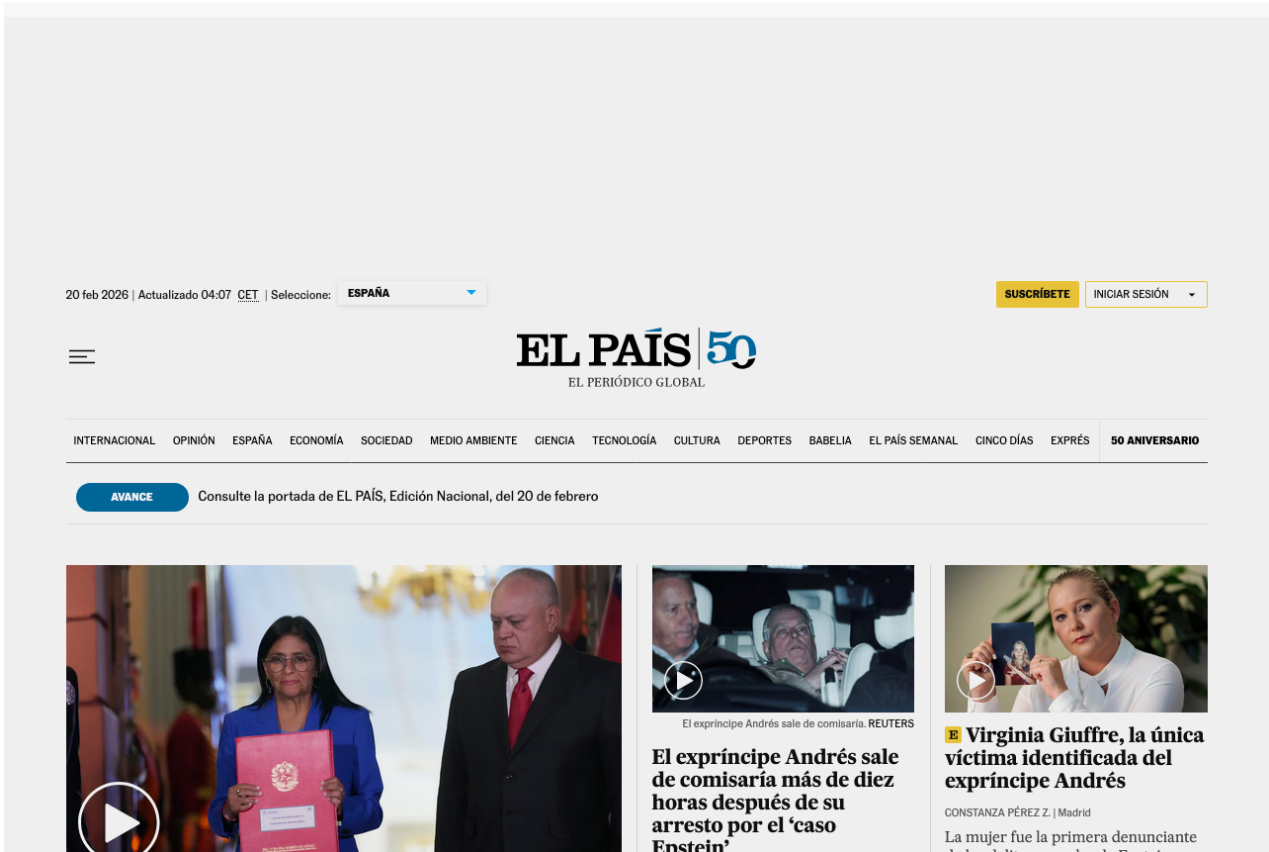 20 feb 2026 | Actualizado 04:07 CET | Seleccione: ESPAÑA
SUSCRÍBETE INICIAR SESIÓN
EL PAÍS 50
EL PERIÓDICO GLOBAL
INTERNACIONAL OPINIÓN ESPAÑA ECONOMÍA SOCIEDAD MEDIO AMBIENTE CIENCIA TECNOLOGÍA CULTURA DEPORTES BABELIA EL PAÍS SEMANAL CINCO DÍAS EXPRÉS 50 ANIVERSARIO
AVANCE Consulte la portada de EL PAÍS, Edición Nacional, del 20 de febrero
El expríncipe Andrés sale de comisaría. REUTERS
El expríncipe Andrés sale
de comisaría más de diez
horas después de su
arresto por el ‘caso
Epstein’
E Virginia Giuffre, la única
víctima identificada del
expríncipe Andrés
CONSTANZA PÉREZ Z. | Madrid
La mujer fue la primera denunciante